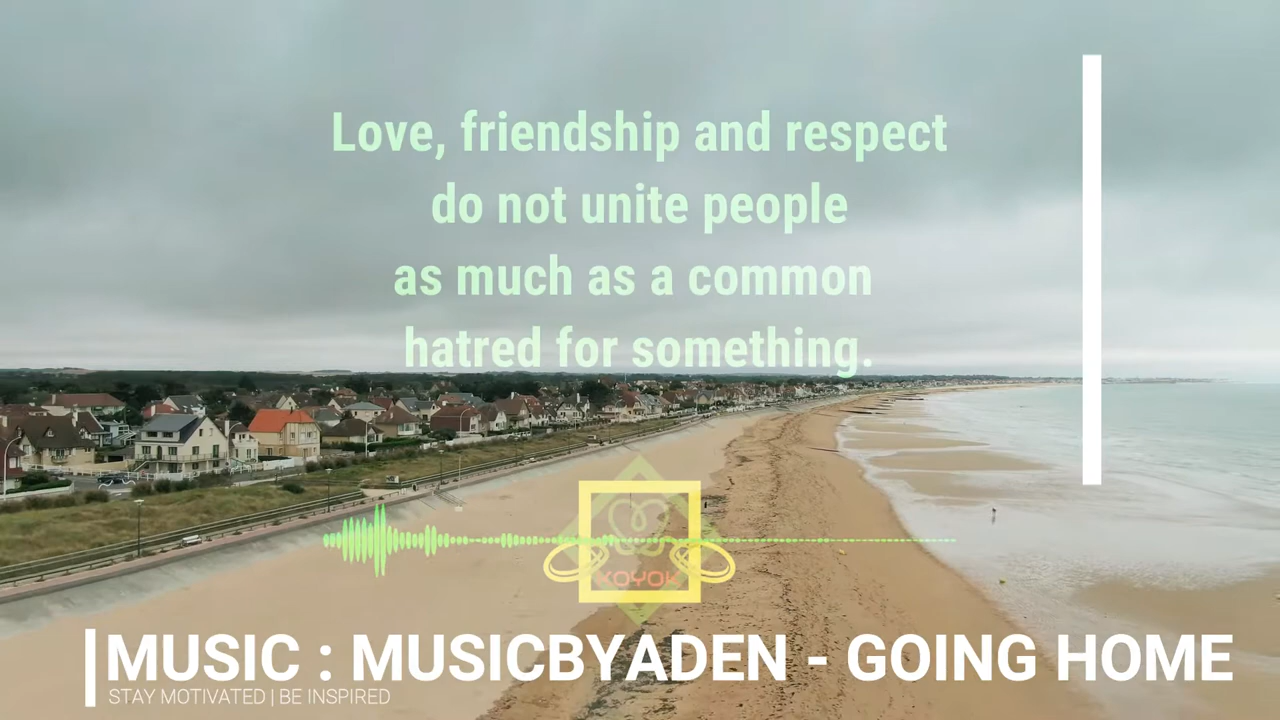 Love, friendship and respect
do not unite people
as much as a common
hatred for something.
KOYOK
MUSIC : MUSICBYADEN - GOING HOME
STAY MOTIVATED | BE INSPIRED